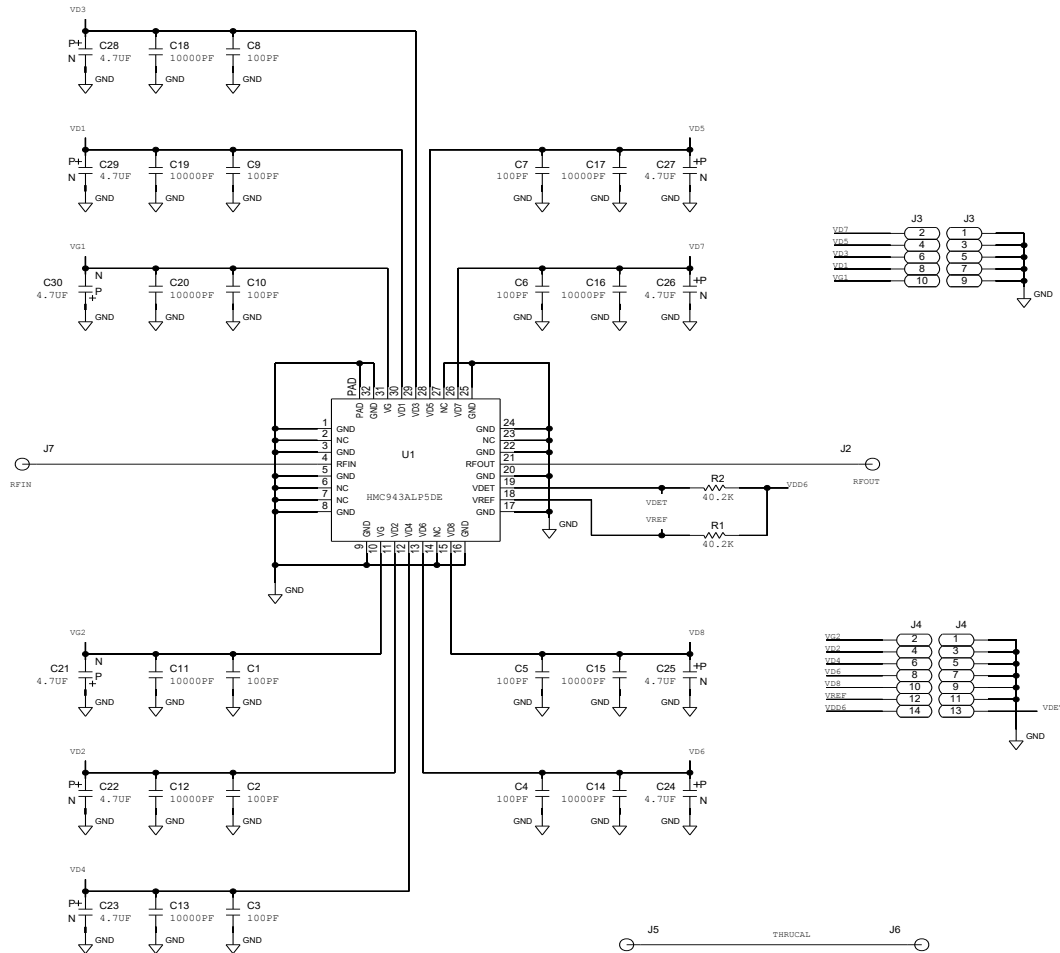 VD3
P+ C28 C18 C8
N 4.7UF 10000PF 100PF
GND GND GND
VD1 VD5
P+ C29 C19 C9 C7 C17 C27 +P
N 4.7UF 10000PF 100PF 100PF 10000PF 4.7UF N
GND GND GND GND GND GND
J3 J3
VD7 2 1
VD5 4 3
VD3 6 5
VD1 8 7
VG1 10 9
GND
VG1 VD7
C30 N C20 C10 C6 C16 C26 +P
4.7UF P+ 10000PF 100PF 100PF 10000PF 4.7UF N
GND GND GND GND GND GND
PAD 32 31 30 29 28 27 26 25
PAD GND VG VD1 VD3 VD5 NC VD7 GND
1 GND GND 24
2 NC NC 23
3 GND U1 GND 22
J7 4 RFIN RFOUT 21 J2
RFIN RFOUT
5 GND GND 20
6 NC VDET 19 R2 VDD6
7 NC HMC943ALP5DE VREF 18 VDET 40.2K
8 GND GND 17 VREF R1
GND 40.2K
GND VG VD2 VD4 VD6 NC VD8 GND
9 10 11 12 13 14 15 16
GND
VG2 VD8
C21 N C11 C1 C5 C15 C25 +P
4.7UF P+ 10000PF 100PF 100PF 10000PF 4.7UF N
GND GND GND GND GND GND
J4 J4
VG2 2 1
VD2 4 3
VD4 6 5
VD6 8 7
VD8 10 9
VREF 12 11
VDD6 14 13 VDET
GND
VD2 VD6
P+ C22 C12 C2 C4 C14 C24 +P
N 4.7UF 10000PF 100PF 100PF 10000PF 4.7UF N
GND GND GND GND GND GND
VD4
P+ C23 C13 C3
N 4.7UF 10000PF 100PF
GND GND GND
J5 THRUCAL J6